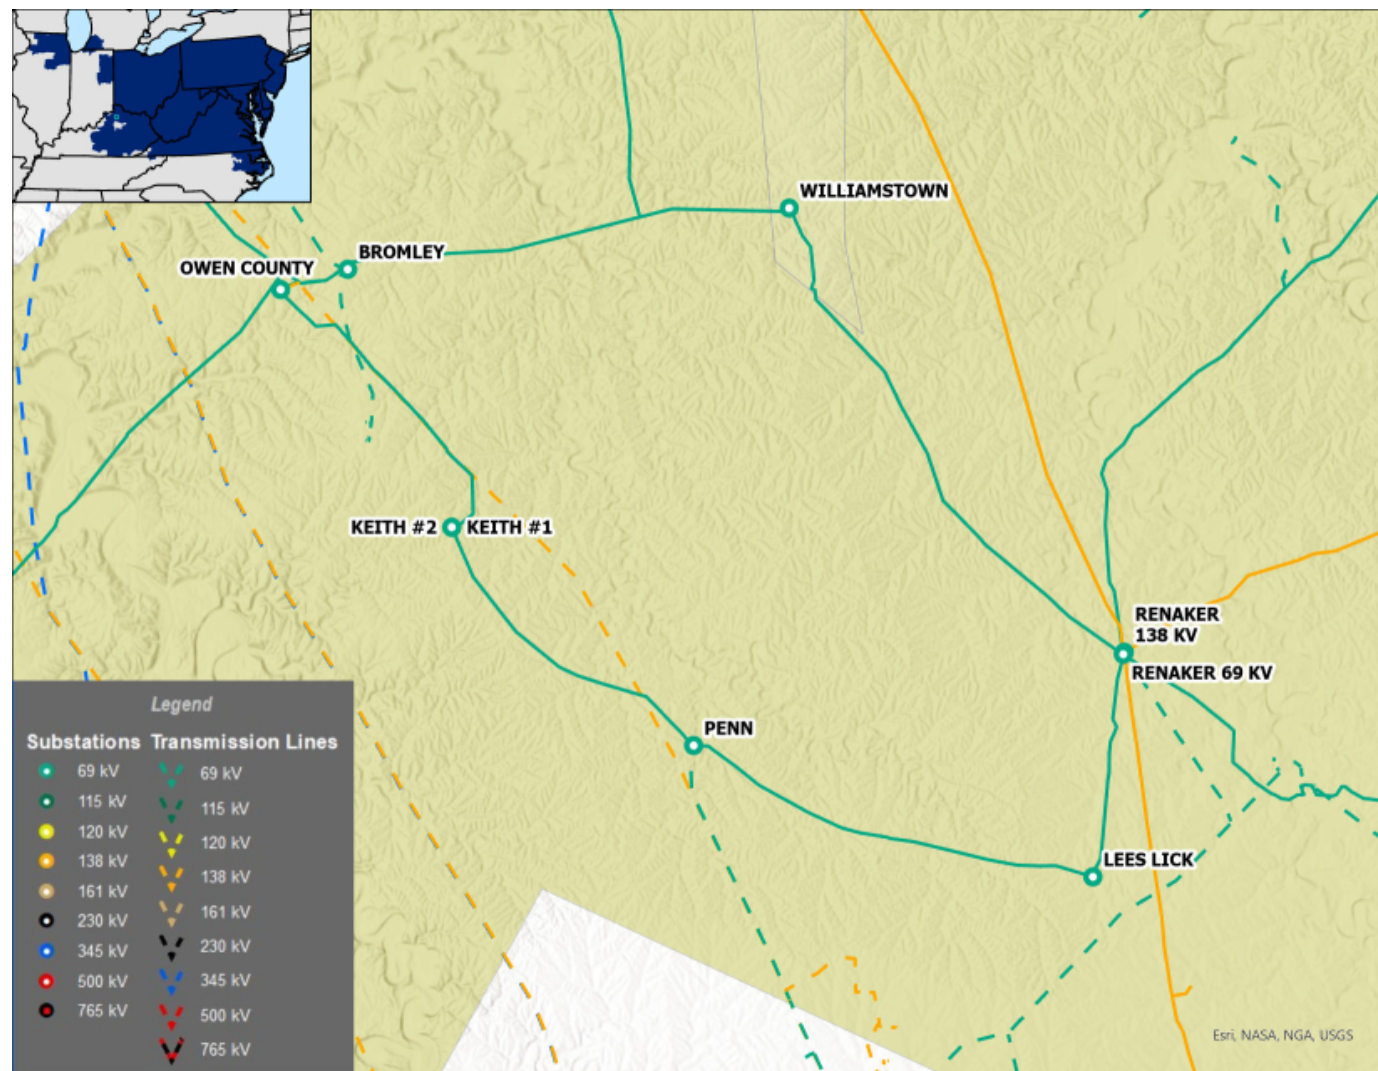 WILLIAMSTOWN
BROMLEY
OWEN COUNTY
KEITH #2 KEITH #1
RENAKER
138 KV
RENAKER 69 KV
PENN
LEES LICK
Legend
Substations Transmission Lines
69 kV 69 kV
115 kV 115 kV
120 kV 120 kV
138 kV 138 kV
161 kV 161 kV
230 kV 230 kV
345 kV 345 kV
500 kV 500 kV
765 kV 765 kV
Esri, NASA, NGA, USGS